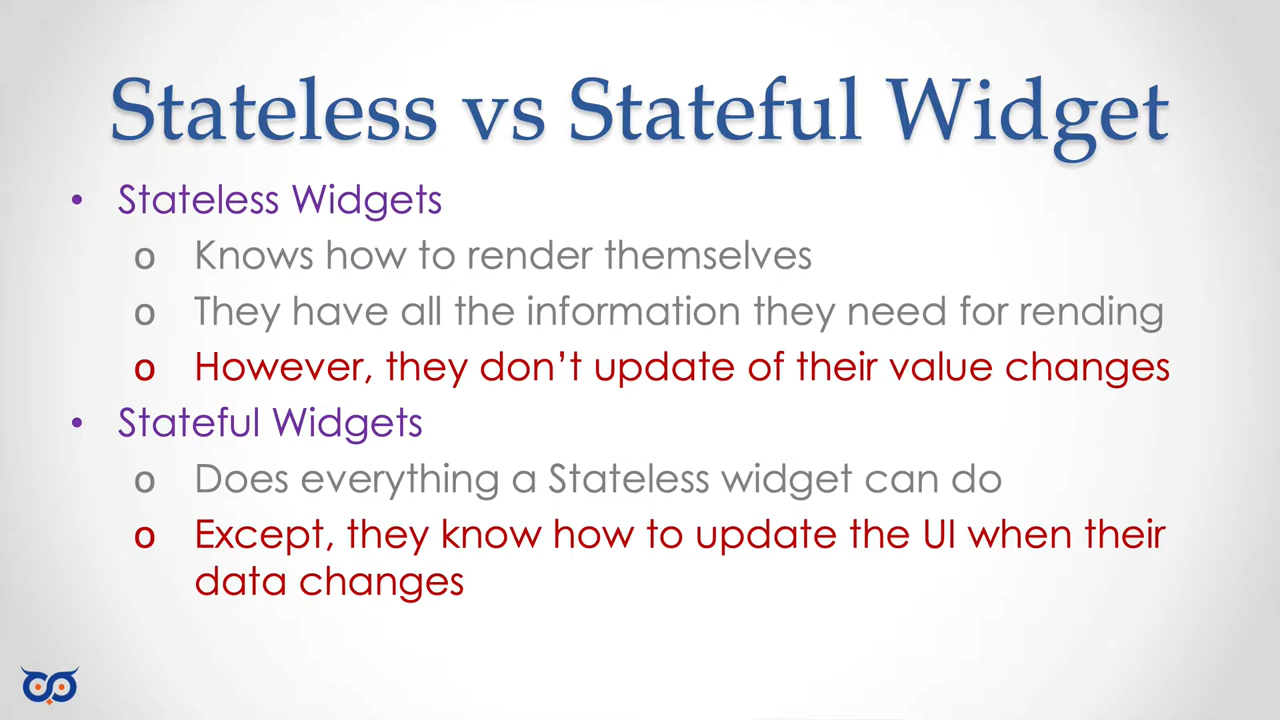 Stateless vs Stateful Widget
• Stateless Widgets
o Knows how to render themselves
o They have all the information they need for rending
o However, they don’t update of their value changes
• Stateful Widgets
o Does everything a Stateless widget can do
o Except, they know how to update the UI when their
data changes